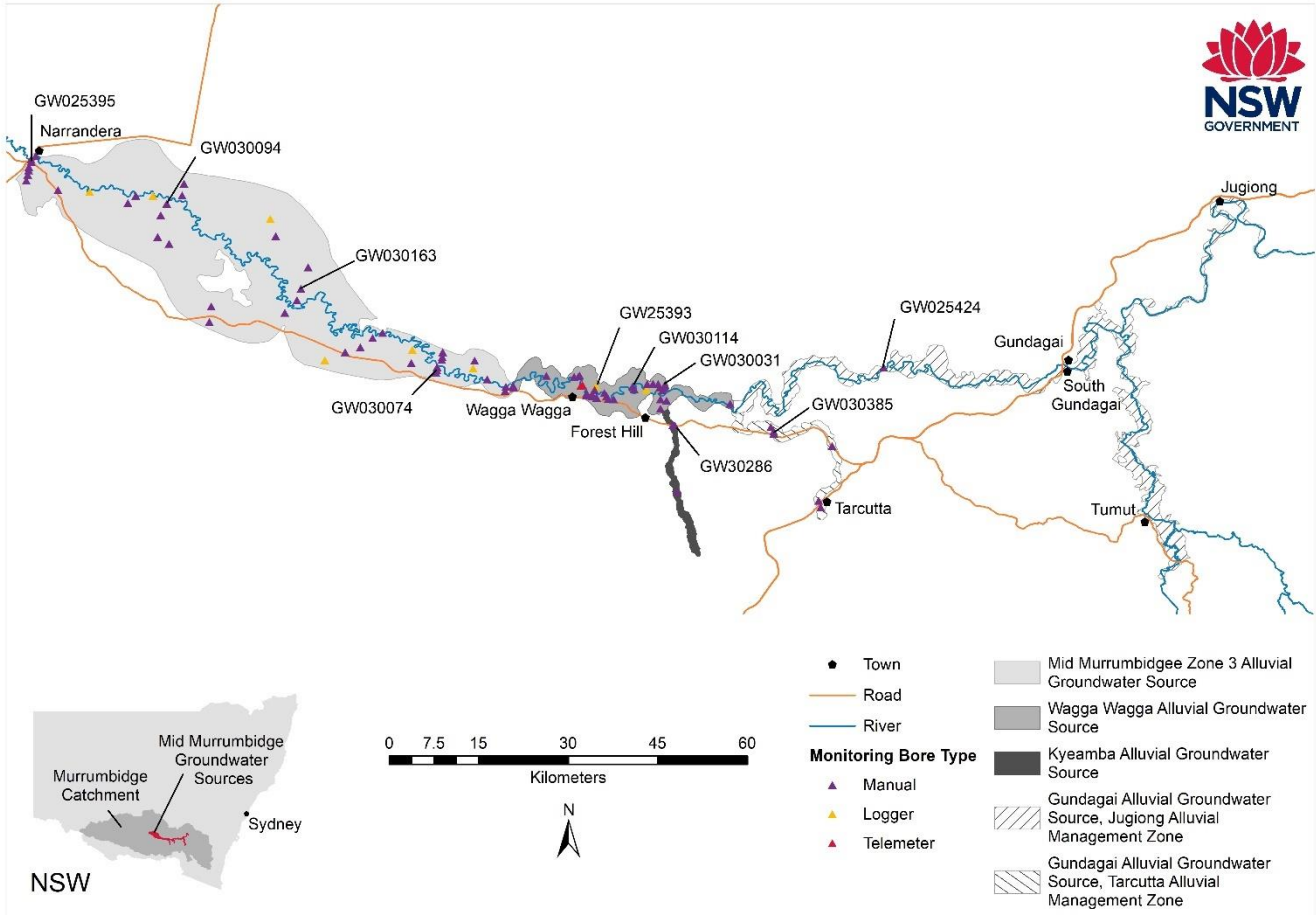 NSW
GOVERNMENT
GW025395
Narrandera
GW030094
Jugiong
GW030163
GW25393
GW025424
GW030114
Gundagai
GW030031
South
Gundagai
GW030074
Wagga Wagga
GW030385
Forest Hill
GW30286
Tarcutta
Tumut
Town
Road
River
Monitoring Bore Type
Manual
Logger
Telemeter
Mid Murrumbidgee Zone 3 Alluvial
Groundwater Source
Wagga Wagga Alluvial Groundwater
Source
Kyeamba Alluvial Groundwater
Source
Gundagai Alluvial Groundwater
Source, Jugiong Alluvial
Management Zone
Gundagai Alluvial Groundwater
Source, Tarcutta Alluvial
Management Zone
0 7.5 15 30 45 60
Kilometers
N
Mid Murrumbidge
Groundwater
Sources
Murrumbidge
Catchment
Sydney
NSW